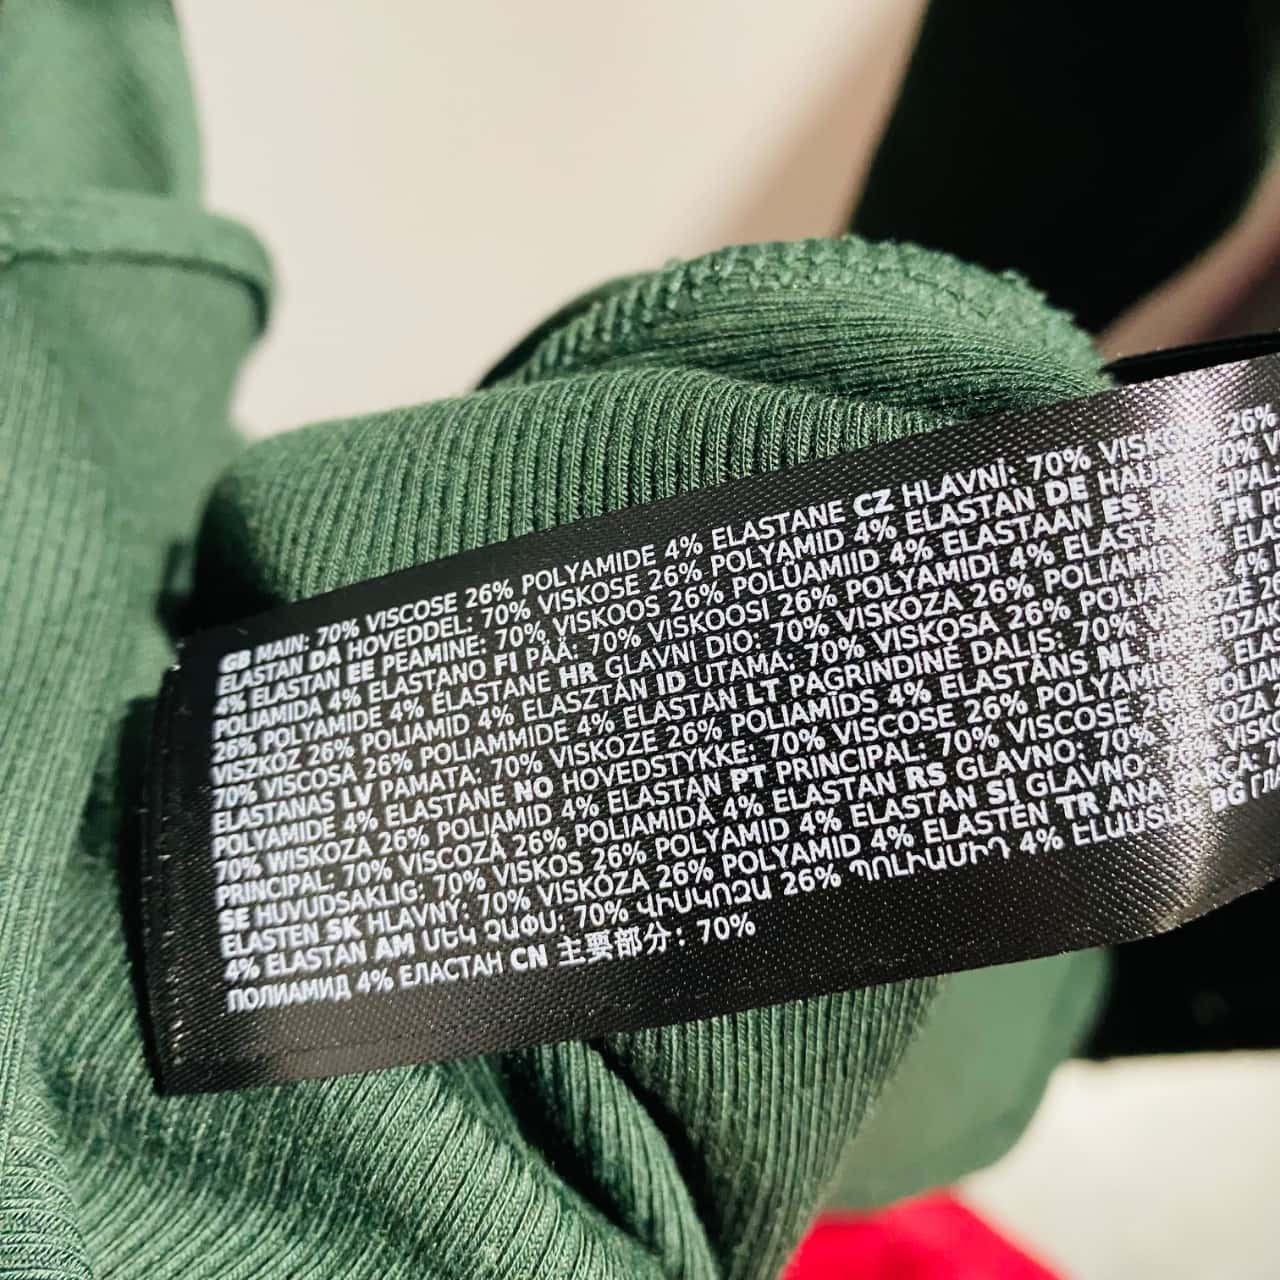 GB MAIN: 70% VISCOSE 26% POLYAMIDE 4% ELASTANE CZ HLAVNÍ: 70% VISKÓZA 26%
ELASTAN DA HOVEDDEL: 70% VISKOSE 26% POLYAMID 4% ELASTAN DE 70%
4% ELASTAN EE PEAMINE: 70% VISKOOS 26% POLÜAMIID 4% ELASTAAN ES PRINCIPAL:
POLIAMIDA 4% ELASTANO FI PÄÄ: 70% VISKOOSI 26% POLYAMIDI 4% FR
26% POLYAMIDE 4% ÉLASTANE HR GLAVNI DIO: 70% VISKOZA 26% 4%
VISZKÓZ 26% POLIAMID 4% ELASZTÁN ID UTAMA: 70% VISKOSA 26%
70% VISCOSA 26% POLIAMMIDE 4% ELASTAN LT PAGRINDINĖ DALIS: 70%
ELASTANAS LV PAMATA: 70% VISKOZE 26% POLIAMĪDS 4% ELASTĀNS NL
POLYAMIDE 4% ELASTANE NO HOVEDSTYKKE: 70% VISCOSE 26%
70% WISKOZA 26% POLIAMID 4% ELASTAN PT PRINCIPAL: 70% VISCOSE
PRINCIPAL: 70% VISCOZĂ 26% POLIAMIDĂ 4% ELASTAN RS GLAVNO: 70%
SE HUVUDSAKLIG: 70% VISKOS 26% POLYAMID 4% ELASTAN SI GLAVNO:
ELASTEN SK HLAVNÝ: 70% VISKÓZA 26% POLYAMID 4% ELASTÉN TR ANA PARÇA:
4% ELASTAN AM ՄԵԿ ՉԱՓՍ: 70% ՎԻՍԿՈԶԱ 26% ՊՈԼԻԱՄԻԴ 4% BG
ПОЛИАМИД 4% ЕЛАСТАН CN 主要部分: 70%